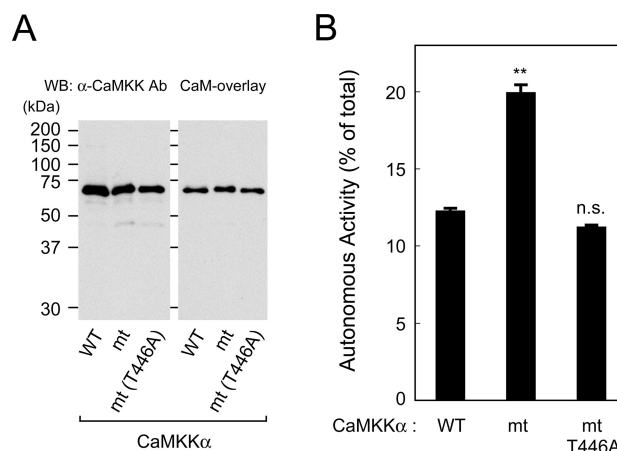 A
WB: α-CaMKK Ab CaM-overlay
(kDa)
200
150
100
75
50
37
30
WT mt mt (T446A) WT mt mt (T446A)
CaMKKα
B
Autonomous Activity (% of total)
20
15
10
5
0
**
n.s.
CaMKKα : WT mt mt
T446A